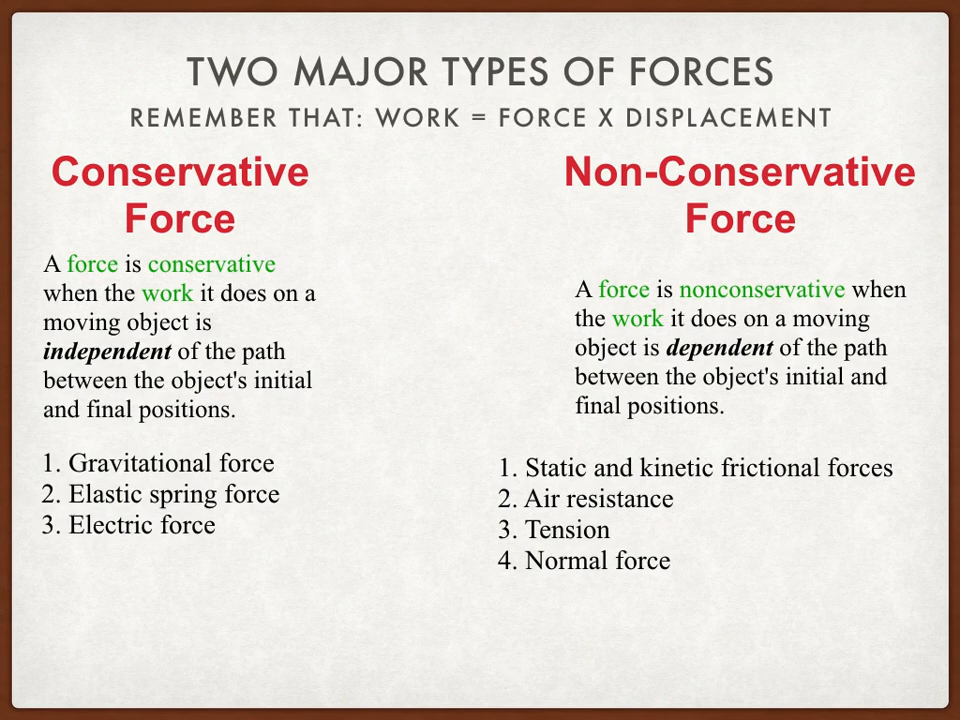 TWO MAJOR TYPES OF FORCES
REMEMBER THAT: WORK = FORCE X DISPLACEMENT
Conservative
Force
A force is conservative
when the work it does on a
moving object is
independent of the path
between the object's initial
and final positions.
1. Gravitational force
2. Elastic spring force
3. Electric force
Non-Conservative
Force
A force is nonconservative when
the work it does on a moving
object is dependent of the path
between the object's initial and
final positions.
1. Static and kinetic frictional forces
2. Air resistance
3. Tension
4. Normal force